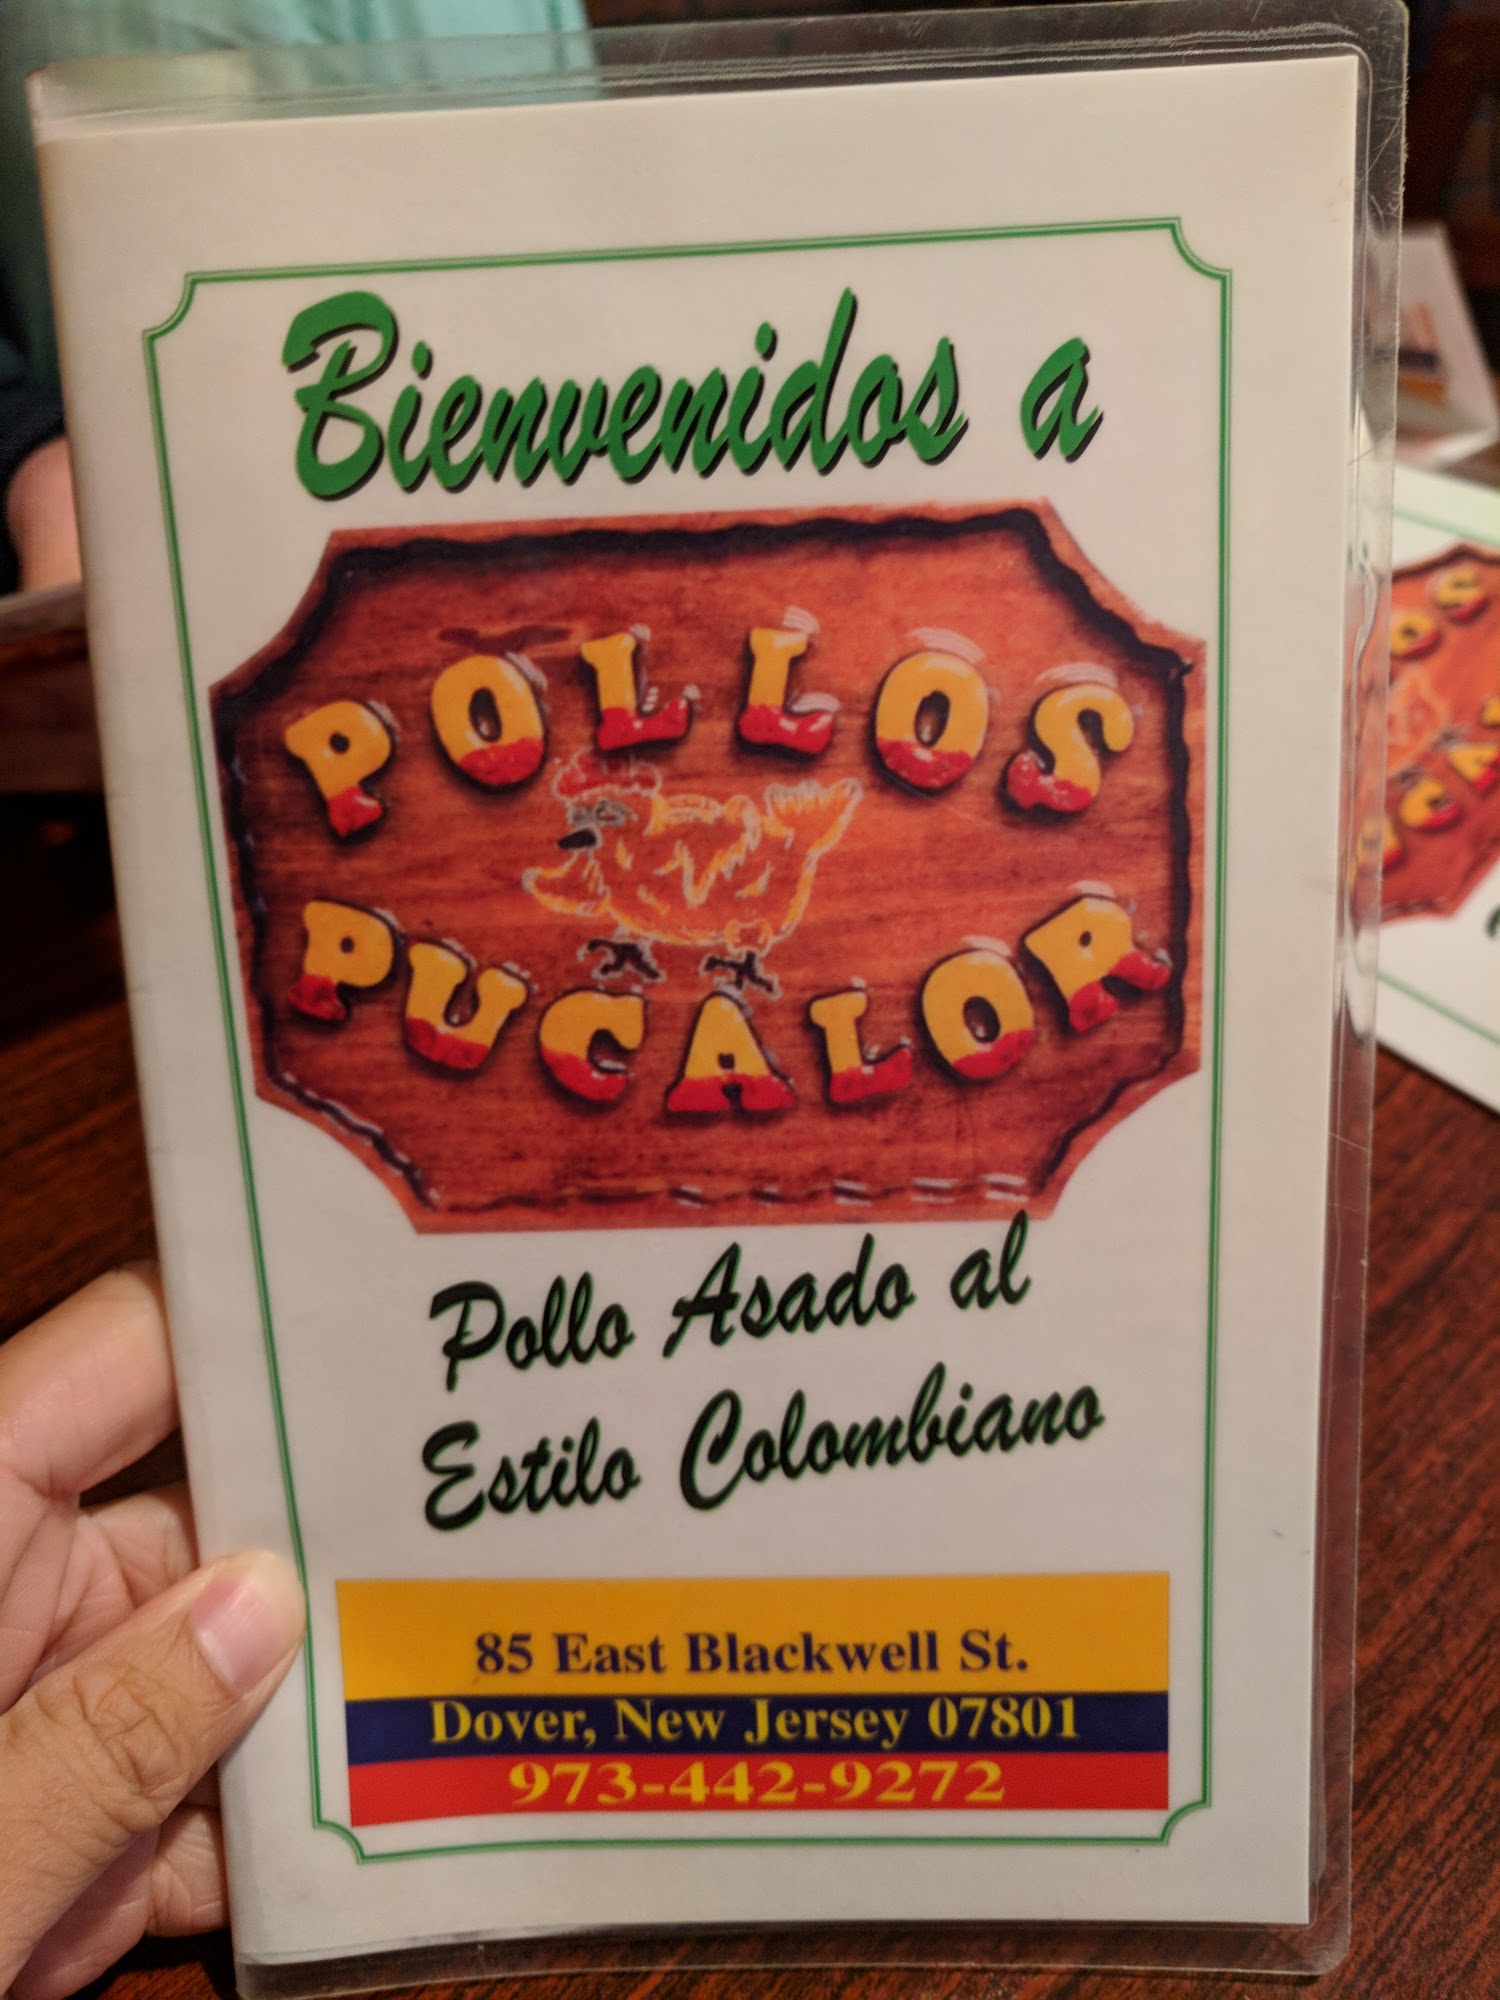 Bienvenidos a
POLLOS
PUCALOR
Pollo Asado al
Estilo Colombiano
85 East Blackwell St.
Dover, New Jersey 07801
973-442-9272